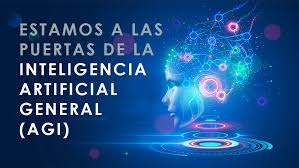 ESTAMOS A LAS
PUERTAS DE LA
INTELIGENCIA
ARTIFICIAL
GENERAL
(AGI)